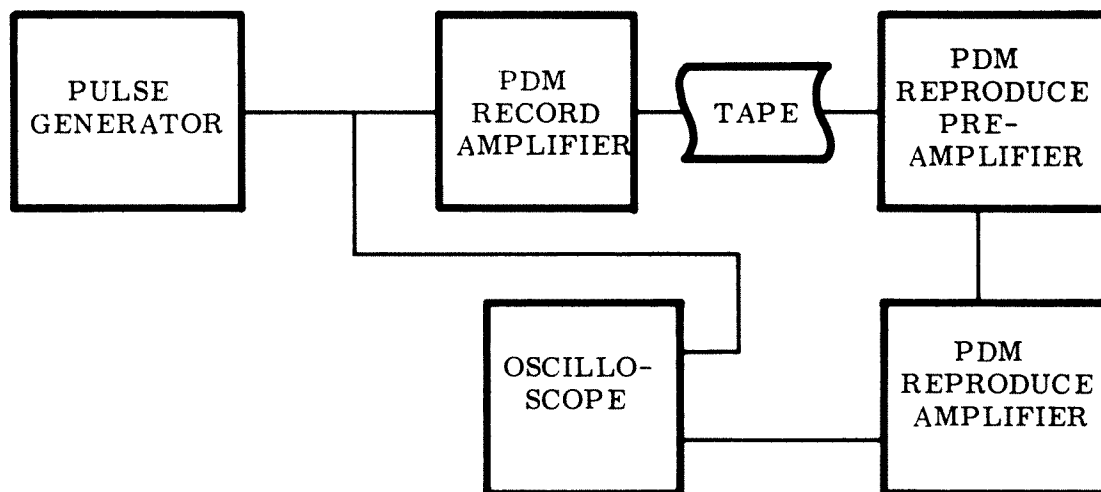 PULSE
GENERATOR
PDM
RECORD
AMPLIFIER
TAPE
PDM
REPRODUCE
PRE-
AMPLIFIER
OSCILLO-
SCOPE
PDM
REPRODUCE
AMPLIFIER